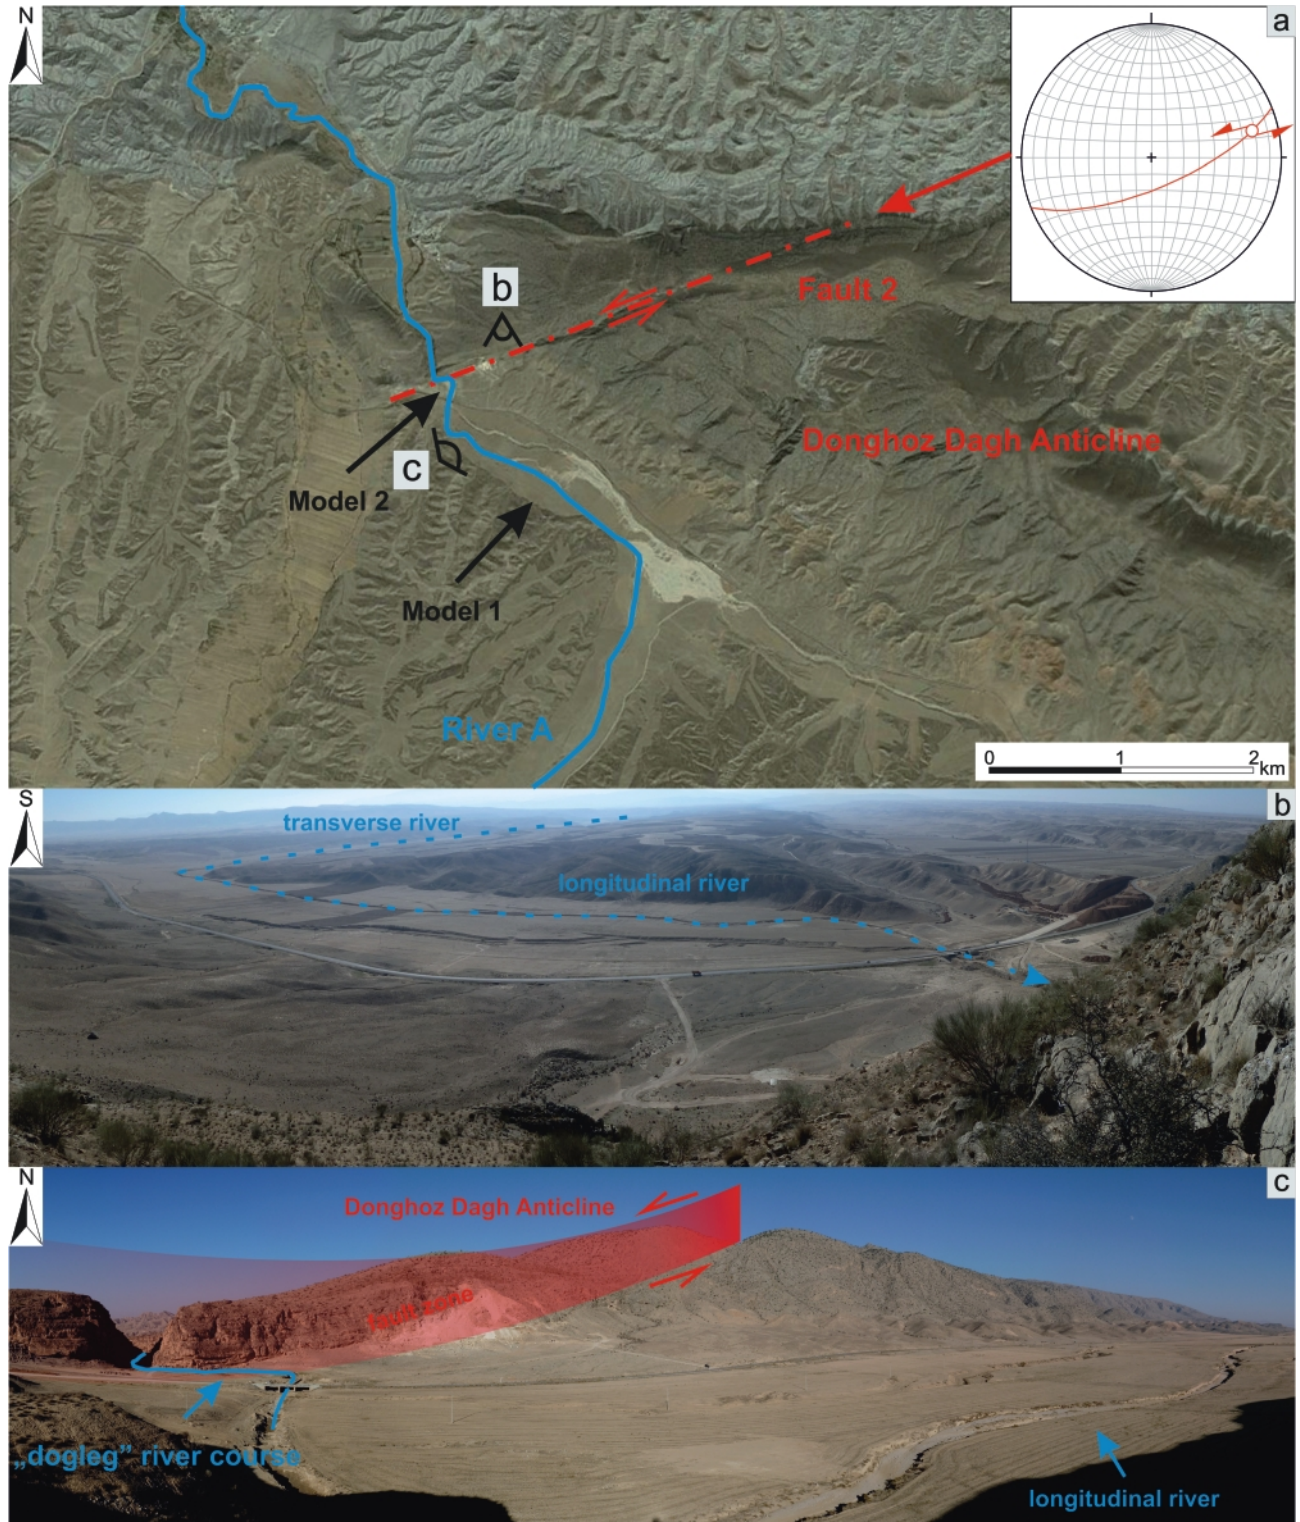 N
a
b
Fault 2
Donghoz Dagh Anticline
c
Model 2
Model 1
River A
0 1 2
km
S
b
transverse river
longitudinal river
N
c
Donghoz Dagh Anticline
fault zone
„dogleg” river course
longitudinal river